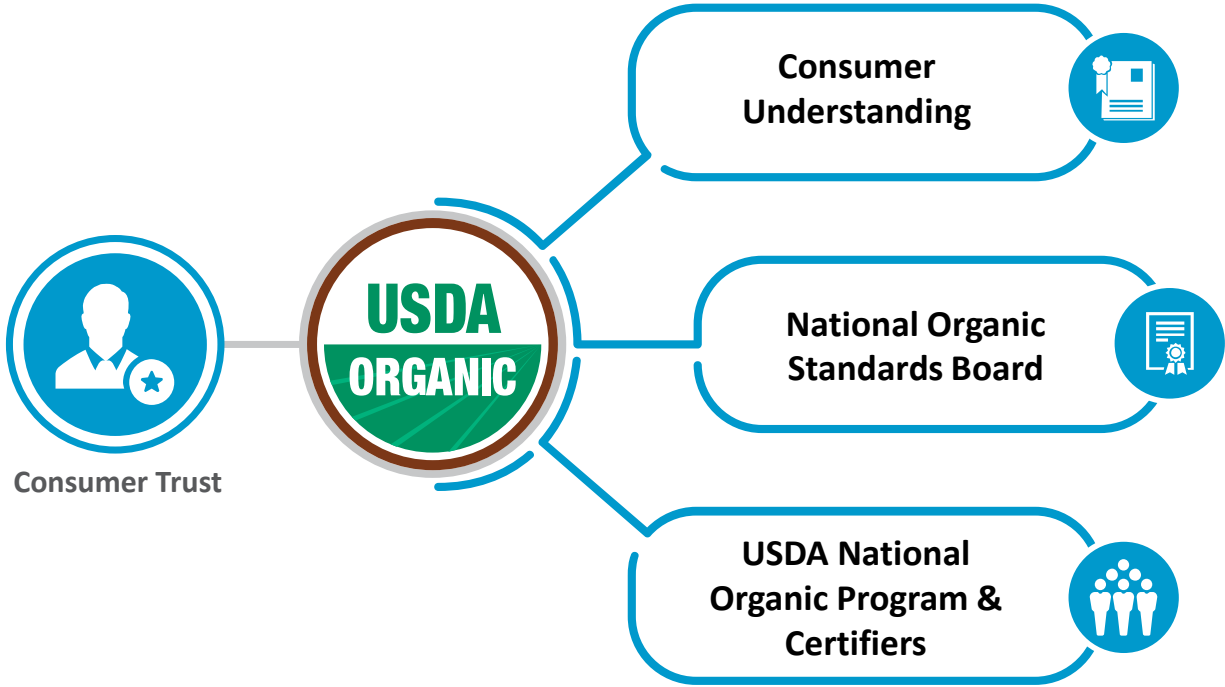 Consumer
Understanding
USDA
ORGANIC
National Organic
Standards Board
Consumer Trust
USDA National
Organic Program &
Certifiers